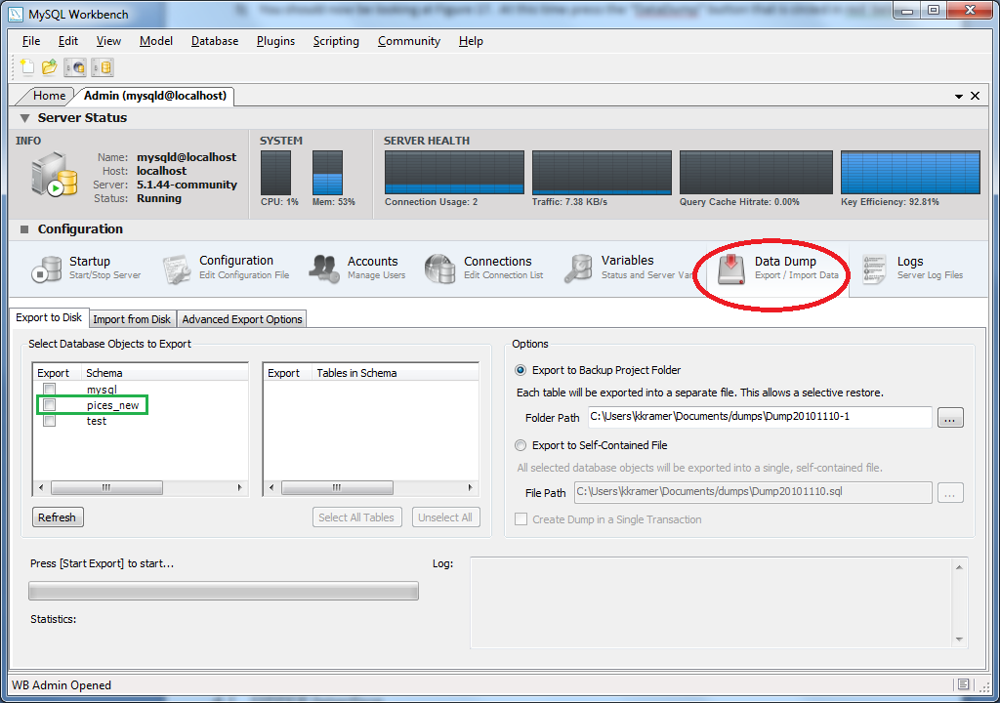 5) You should now be looking at Figure 17. At this time press the "DataDump" button that is circled in
MySQL Workbench
File Edit View Model Database Plugins Scripting Community Help
Home Admin (mysqld@localhost)
Server Status
INFO SYSTEM SERVER HEALTH
Name: mysqld@localhost
Host: localhost
Server: 5.1.44-community
Status: Running
CPU: 1% Mem: 53% Connection Usage: 2 Traffic: 7.38 KB/s Query Cache Hitrate: 0.00% Key Efficiency: 92.81%
Configuration
Startup Configuration Accounts Connections Variables Data Dump Logs
Start/Stop Server Edit Configuration File Manage Users Edit Connection List Status and Server Var Export / Import Data Server Log Files
Export to Disk Import from Disk Advanced Export Options
Select Database Objects to Export Options
Export Schema Export Tables in Schema
mysql
pices_new
test
Refresh Select All Tables Unselect All
Export to Backup Project Folder
Each table will be exported into a separate file. This allows a selective restore.
Folder Path C:\Users\kkramer\Documents\dumps\Dump20101110-1 ...
Export to Self-Contained File
All selected database objects will be exported into a single, self-contained file.
File Path C:\Users\kkramer\Documents\dumps\Dump20101110.sql ...
Create Dump in a Single Transaction
Press [Start Export] to start... Log:
Statistics:
WB Admin Opened